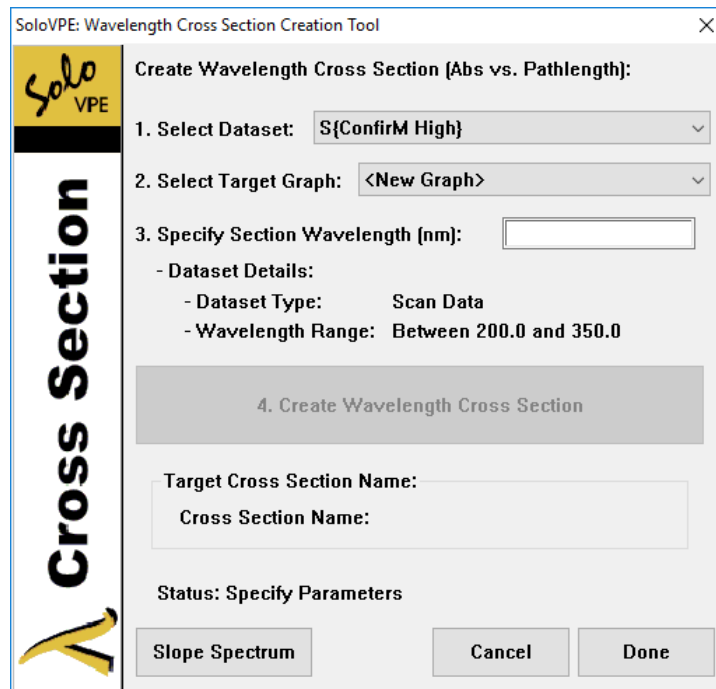 SoloVPE: Wavelength Cross Section Creation Tool
Solo
VPE
λ Cross Section
Create Wavelength Cross Section (Abs vs. Pathlength):
1. Select Dataset: S{ConfirM High}
2. Select Target Graph: <New Graph>
3. Specify Section Wavelength (nm):
- Dataset Details:
- Dataset Type: Scan Data
- Wavelength Range: Between 200.0 and 350.0
4. Create Wavelength Cross Section
Target Cross Section Name:
Cross Section Name:
Status: Specify Parameters
Slope Spectrum Cancel Done